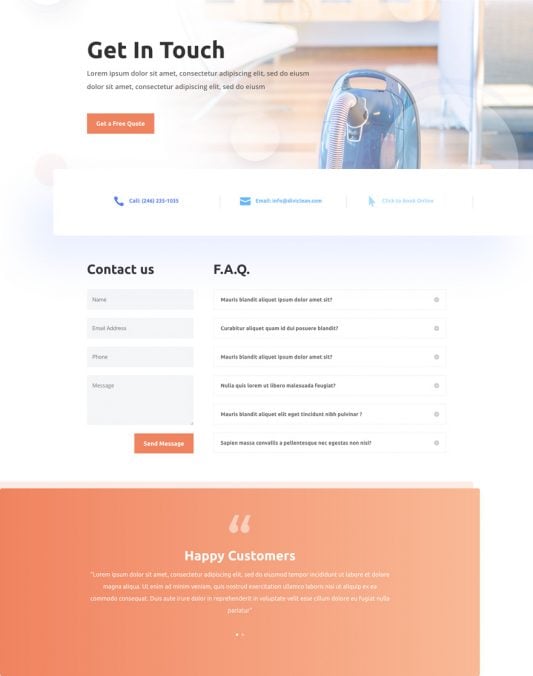 Get In Touch
Lorem ipsum dolor sit amet, consectetur adipiscing elit, sed do eiusm
dolor sit amet, consectetur adipiscing elit, sed do eiusm
Get a Free Quote
Call: (246) 235-1035
Email: info@diviclean.com
Click to Book Online
Contact us
F.A.Q.
Name
Mauris blandit aliquet ipsum dolor amet sit?
Email Address
Curabitur aliquet quam id dui posuere blandit?
Phone
Mauris blandit aliquet ipsum dolor amet sit?
Message
Nulla quis lorem ut libero malesuada feugiat?
Mauris blandit aliquet elit eget tincidunt nibh pulvinar ?
Send Message
Sapien massa convallis a pellentesque nec egestas non nisi?
“
Happy Customers
"Lorem ipsum dolor sit amet, consectetur adipiscing elit, sed do eiusmod tempor incididunt ut labore et dolore
magna aliqua. Ut enim ad minim veniam, quis nostrud exercitation ullamco laboris nisi ut aliquip ex ea
commodo consequat. Duis aute irure dolor in reprehenderit in voluptate velit esse cillum dolore eu fugiat nulla
pariatur"